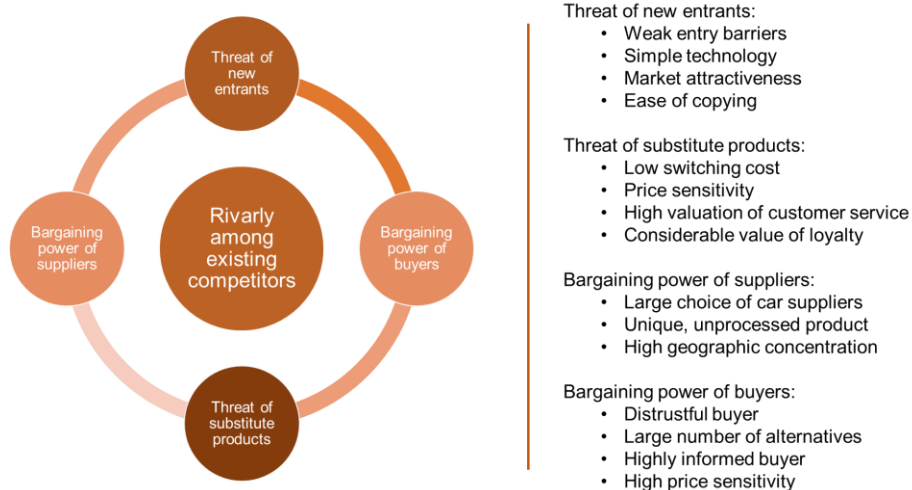 Threat of
new
entrants
Bargaining
power of
suppliers
Rivarly
among
existing
competitors
Bargaining
power of
buyers
Threat of
substitute
products
Threat of new entrants:
• Weak entry barriers
• Simple technology
• Market attractiveness
• Ease of copying
Threat of substitute products:
• Low switching cost
• Price sensitivity
• High valuation of customer service
• Considerable value of loyalty
Bargaining power of suppliers:
• Large choice of car suppliers
• Unique, unprocessed product
• High geographic concentration
Bargaining power of buyers:
• Distrustful buyer
• Large number of alternatives
• Highly informed buyer
• High price sensitivity